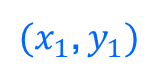 (x₁, y₁)